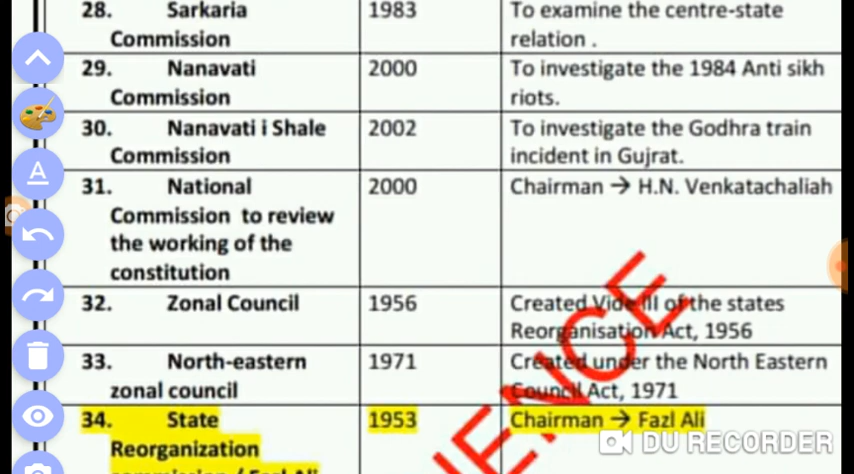 28. Sarkaria 1983 To examine the centre-state
Commission relation .
29. Nanavati 2000 To investigate the 1984 Anti sikh
Commission riots.
30. Nanavati i Shale 2002 To investigate the Godhra train
Commission incident in Gujrat.
31. National 2000 Chairman → H.N. Venkatachaliah
Commission to review
the working of the
constitution
32. Zonal Council 1956 Created Vide III of the states
Reorganisation Act, 1956
33. North-eastern 1971 Created under the North Eastern
zonal council Council Act, 1971
34. State 1953 Chairman → Fazl Ali
Reorganization
commission / Fazl Ali
ENCE
DU RECORDER
A